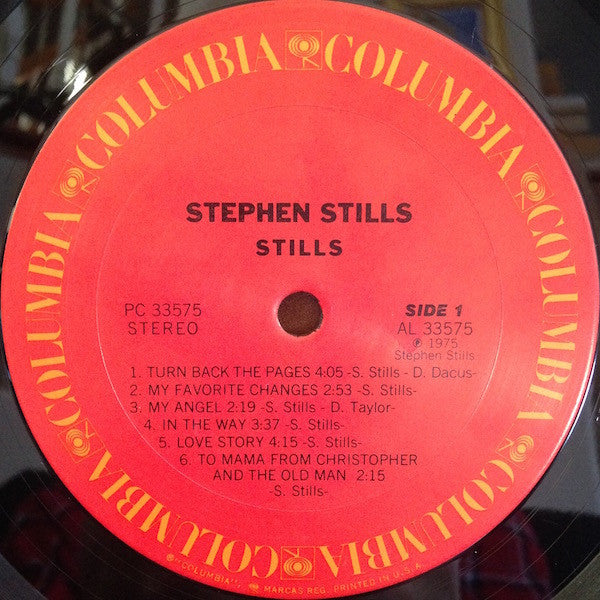 COLUMBIA COLUMBIA COLUMBIA COLUMBIA COLUMBIA COLUMBIA
STEPHEN STILLS
STILLS
PC 33575
STEREO
SIDE 1
AL 33575
℗ 1975
Stephen Stills
1. TURN BACK THE PAGES 4:05 -S. Stills - D. Dacus-
2. MY FAVORITE CHANGES 2:53 -S. Stills-
3. MY ANGEL 2:19 -S. Stills - D. Taylor-
4. IN THE WAY 3:37 -S. Stills-
5. LOVE STORY 4:15 -S. Stills-
6. TO MAMA FROM CHRISTOPHER
AND THE OLD MAN 2:15
-S. Stills-
® "COLUMBIA", MARCAS REG. PRINTED IN U.S.A.